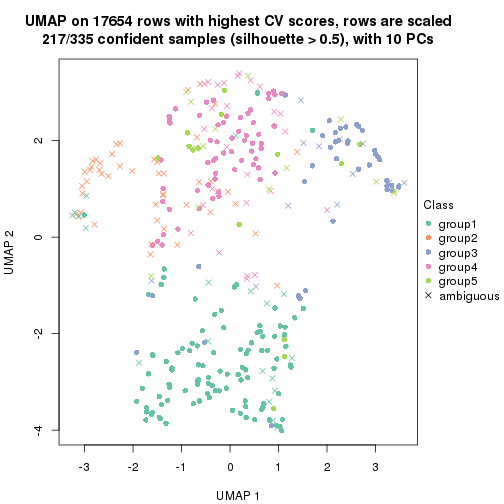 UMAP on 17654 rows with highest CV scores, rows are scaled
217/335 confident samples (silhouette > 0.5), with 10 PCs
2
0
-2
-4
UMAP 2
-3
-2
-1
0
1
2
3
UMAP 1
Class
group1
group2
group3
group4
group5
ambiguous